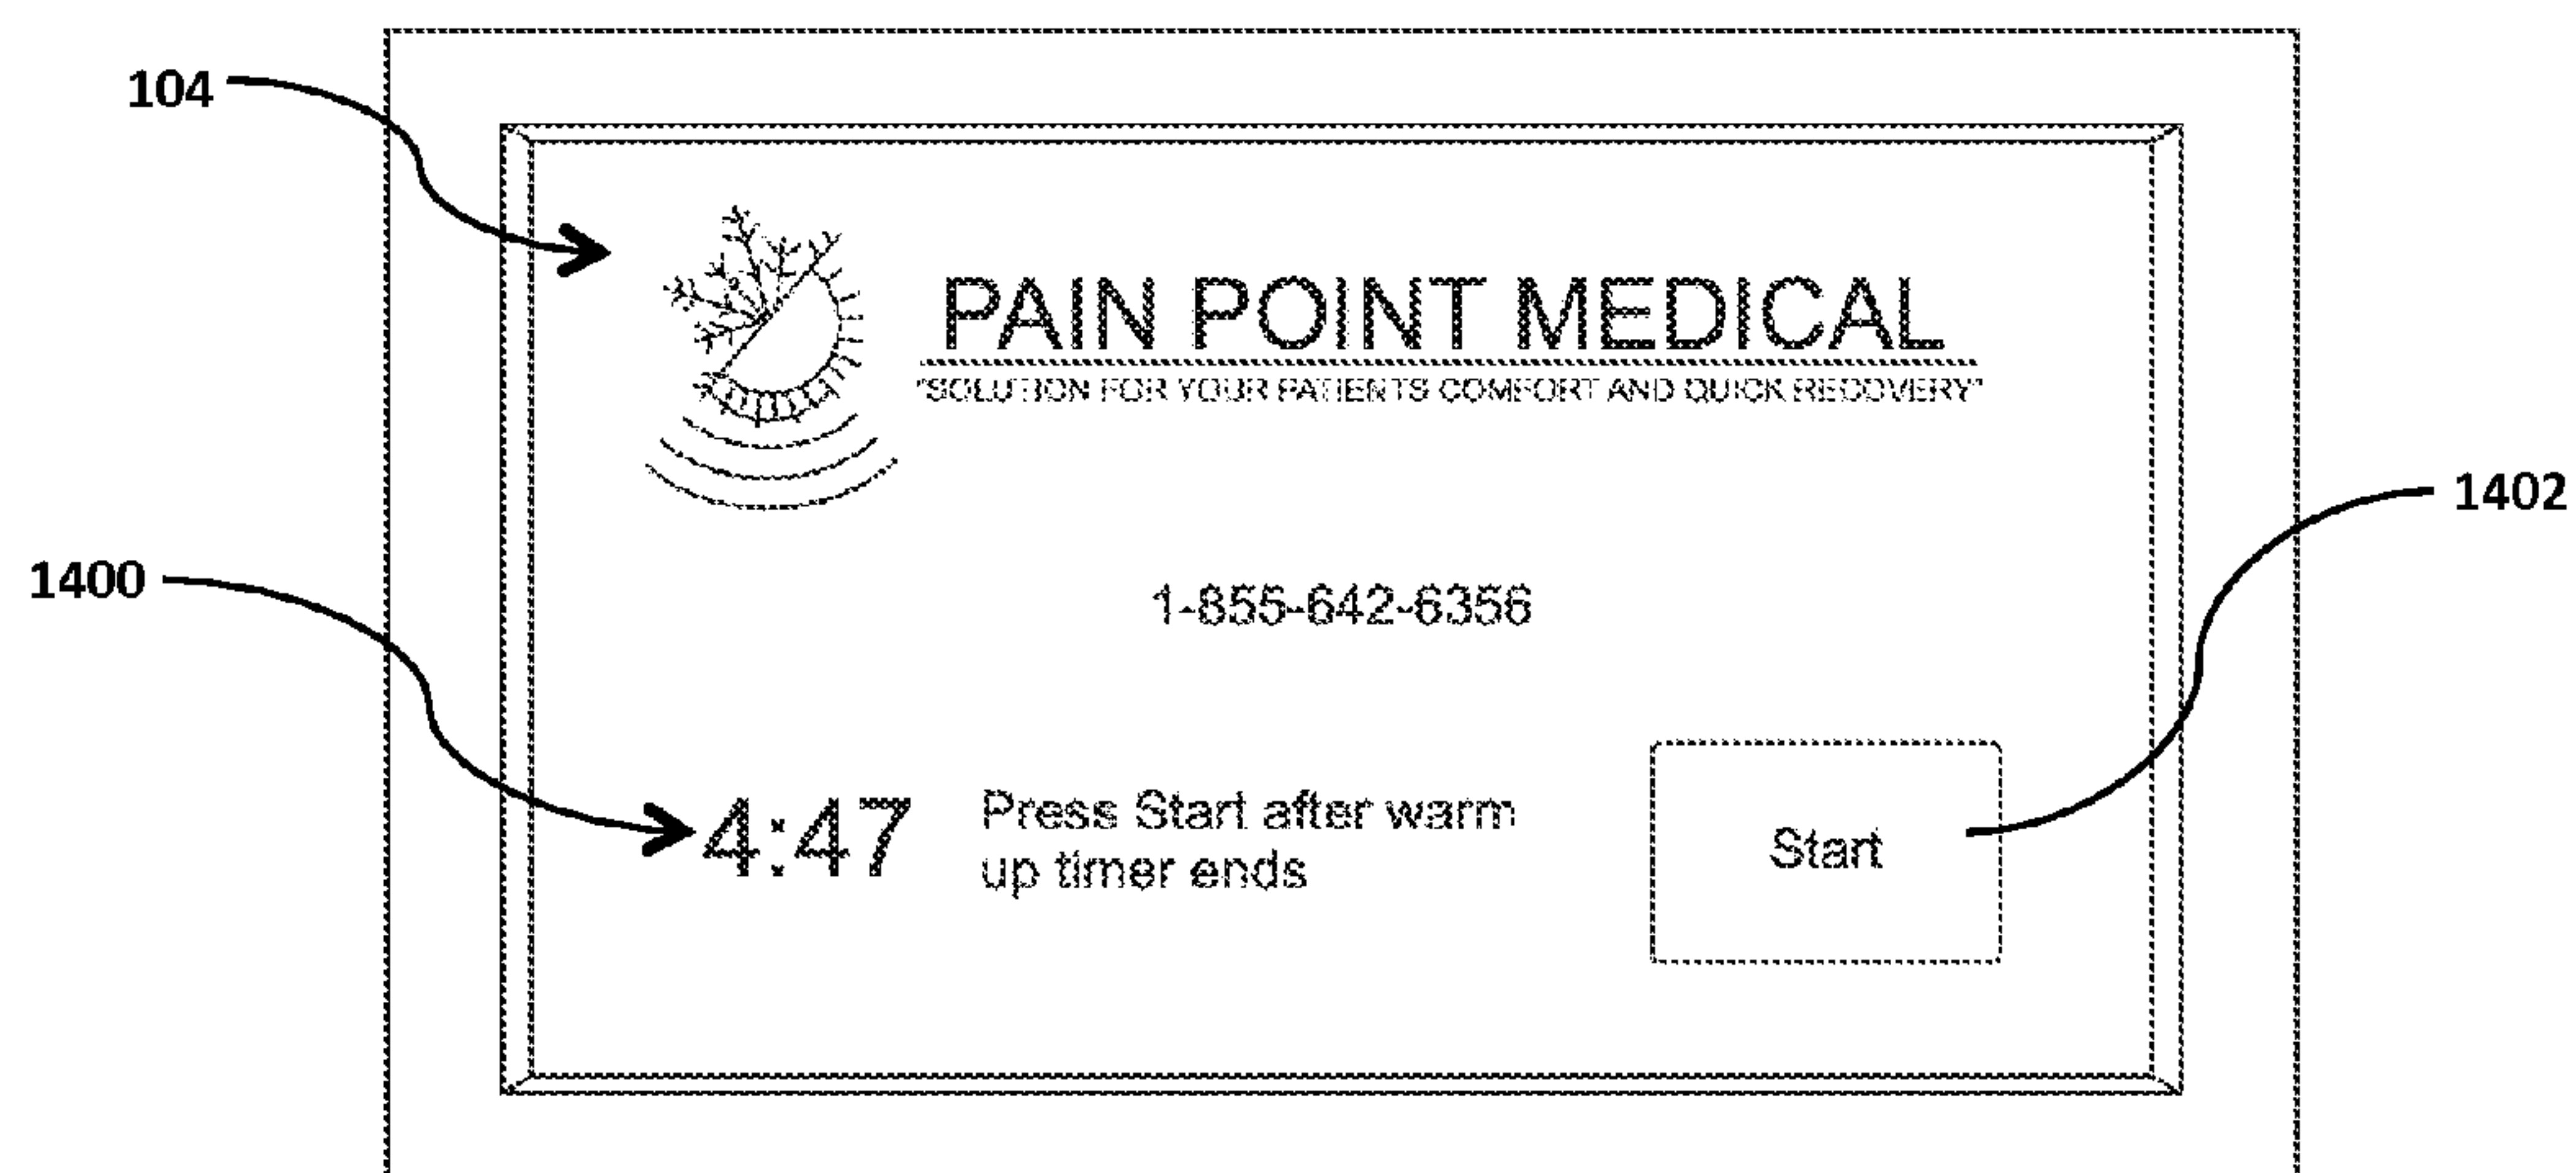 104
PAIN POINT MEDICAL
"SOLUTION FOR YOUR PATIENTS COMFORT AND QUICK RECOVERY"
1402
1400
1-855-642-6356
4:47
Press Start after warm
up timer ends
Start